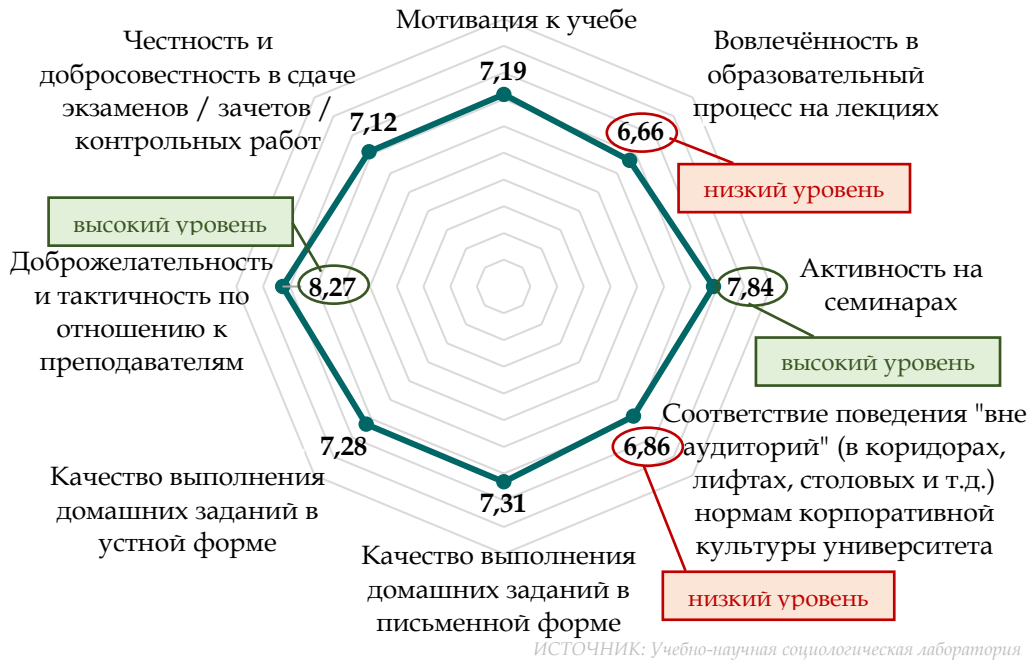 Мотивация к учебе
7,19
Вовлечённость в
образовательный
процесс на лекциях
6,66
низкий уровень
Активность на
семинарах
7,84
высокий уровень
Соответствие поведения "вне
аудиторий" (в коридорах,
лифтах, столовых и т.д.)
нормам корпоративной
культуры университета
6,86
низкий уровень
Качество выполнения
домашних заданий в
письменной форме
7,31
Качество выполнения
домашних заданий в
устной форме
7,28
Доброжелательность
и тактичность по
отношению к
преподавателям
8,27
высокий уровень
Честность и
добросовестность в сдаче
экзаменов / зачетов /
контрольных работ
7,12
ИСТОЧНИК: Учебно-научная социологическая лаборатория